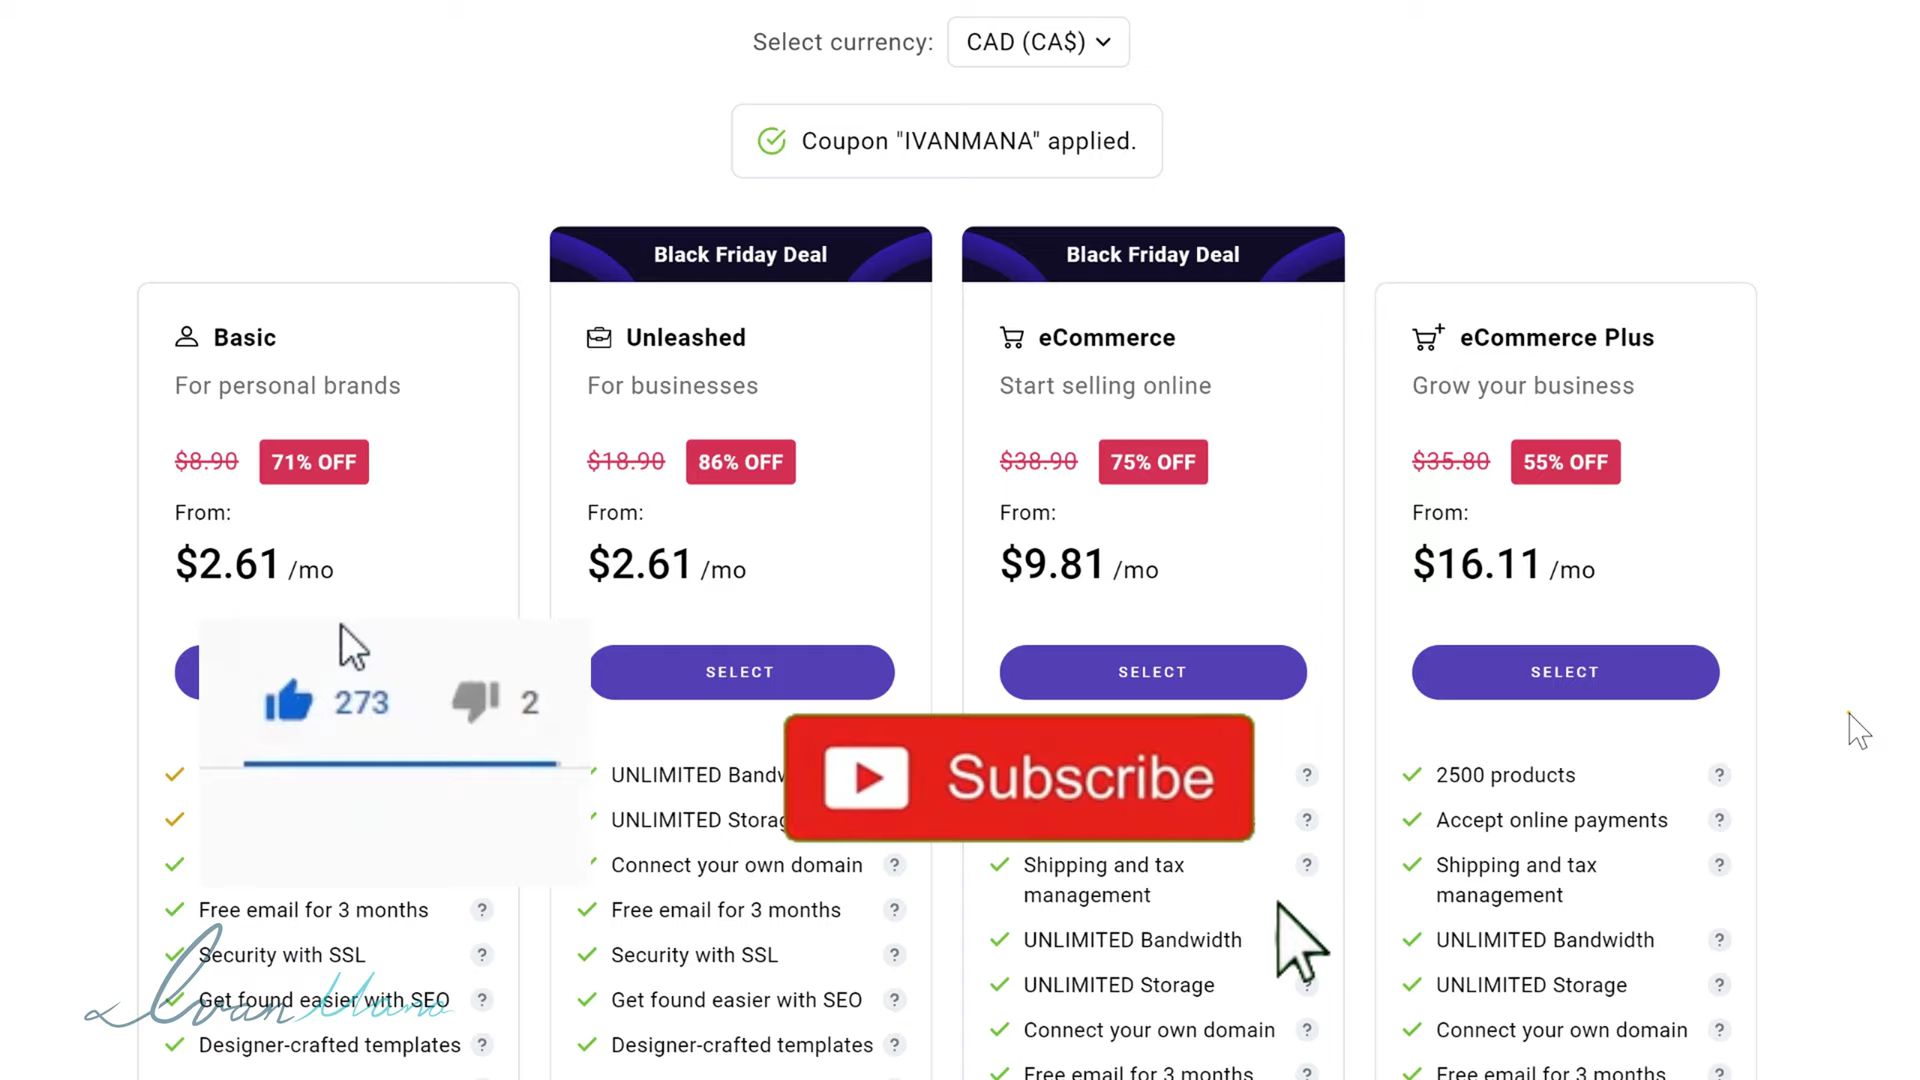 Select currency: CAD (CA$)
Coupon "IVANMANA" applied.
Basic
For personal brands
$8.90 71% OFF
From:
$2.61 /mo
273 2
Free email for 3 months ?
Security with SSL ?
Get found easier with SEO ?
Designer-crafted templates ?
Black Friday Deal
Unleashed
For businesses
$18.90 86% OFF
From:
$2.61 /mo
SELECT
UNLIMITED
UNLIMITED
Connect your own domain ?
Free email for 3 months ?
Security with SSL ?
Get found easier with SEO ?
Designer-crafted templates ?
Subscribe
Black Friday Deal
eCommerce
Start selling online
$38.90 75% OFF
From:
$9.81 /mo
SELECT
?
?
Shipping and tax ?
management
UNLIMITED Bandwidth
UNLIMITED Storage ?
Connect your own domain ?
Free email for 3 months ?
eCommerce Plus
Grow your business
$35.80 55% OFF
From:
$16.11 /mo
SELECT
2500 products ?
Accept online payments ?
Shipping and tax ?
management
UNLIMITED Bandwidth ?
UNLIMITED Storage ?
Connect your own domain ?
Free email for 3 months ?
Ivan Mana